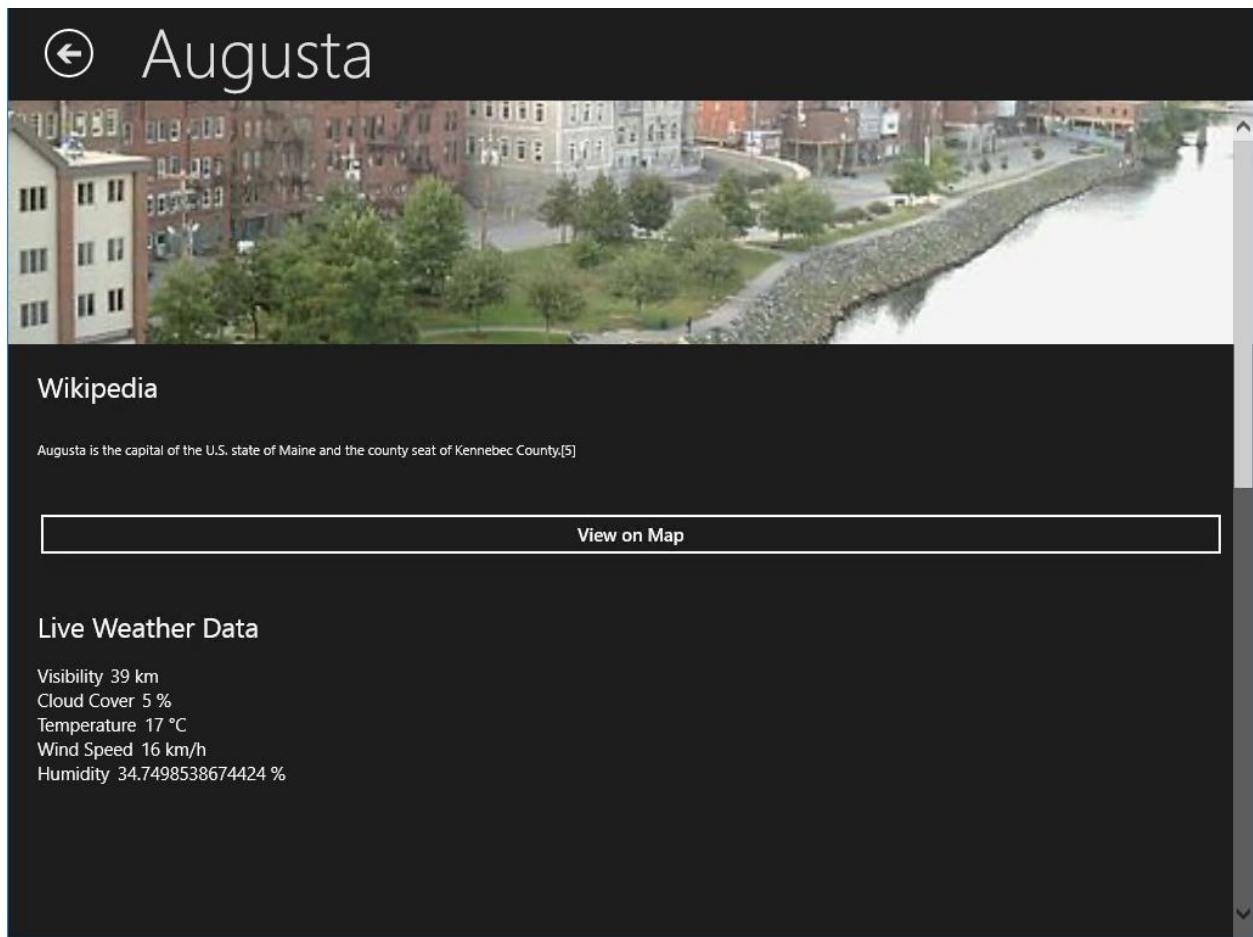 Augusta
Wikipedia
Augusta is the capital of the U.S. state of Maine and the county seat of Kennebec County.[5]
View on Map
Live Weather Data
Visibility 39 km
Cloud Cover 5 %
Temperature 17 °C
Wind Speed 16 km/h
Humidity 34.7498538674424 %